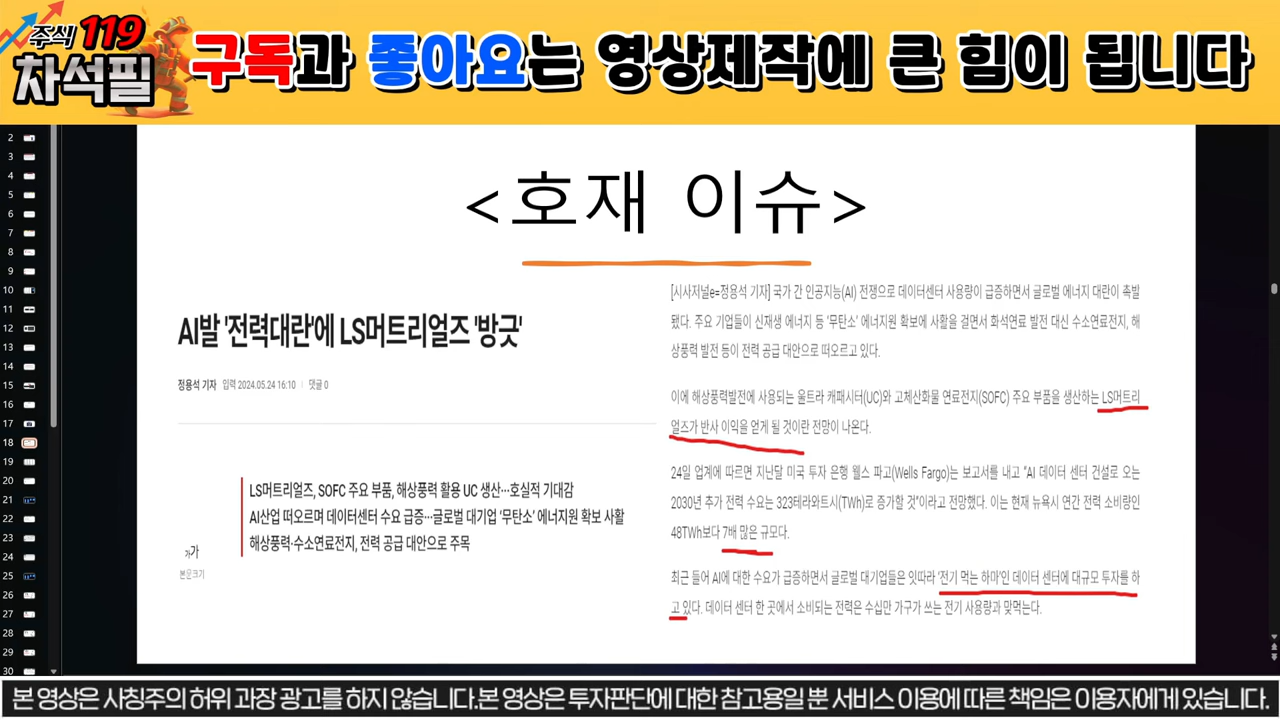 주식 119
차석필
구독과 좋아요는 영상제작에 큰 힘이 됩니다
2
3
4
5
6
7
8
9
10
11
12
13
14
15
16
17
18
19
20
21
22
23
24
25
26
27
28
29
30
<호재 이슈>
AI발 '전력대란'에 LS머트리얼즈 '방긋'
정용석 기자 입력 2024.05.24 16:10 댓글 0
가가
본문크기
LS머트리얼즈, SOFC 주요 부품, 해상풍력 활용 UC 생산…호실적 기대감
AI산업 떠오르며 데이터센터 수요 급증…글로벌 대기업 '무탄소' 에너지원 확보 사활
해상풍력·수소연료전지, 전력 공급 대안으로 주목
[시사저널e=정용석 기자] 국가 간 인공지능(AI) 전쟁으로 데이터센터 사용량이 급증하면서 글로벌 에너지 대란이 촉발
됐다. 주요 기업들이 신재생 에너지 등 '무탄소' 에너지원 확보에 사활을 걸면서 화석연료 발전 대신 수소연료전지, 해
상풍력 발전 등이 전력 공급 대안으로 떠오르고 있다.
이에 해상풍력발전에 사용되는 울트라 캐패시터(UC)와 고체산화물 연료전지(SOFC) 주요 부품을 생산하는 LS머트리
얼즈가 반사 이익을 얻게 될 것이란 전망이 나온다.
24일 업계에 따르면 지난달 미국 투자 은행 웰스 파고(Wells Fargo)는 보고서를 내고 "AI 데이터 센터 건설로 오는
2030년 추가 전력 수요는 323테라와트시(TWh)로 증가할 것"이라고 전망했다. 이는 현재 뉴욕시 연간 전력 소비량인
48TWh보다 7배 많은 규모다.
최근 들어 AI에 대한 수요가 급증하면서 글로벌 대기업들은 잇따라 '전기 먹는 하마'인 데이터 센터에 대규모 투자를 하
고 있다. 데이터 센터 한 곳에서 소비되는 전력은 수십만 가구가 쓰는 전기 사용량과 맞먹는다.
본 영상은 사칭주의 허위 과장 광고를 하지 않습니다.본 영상은 투자판단에 대한 참고용일 뿐 서비스 이용에 따른 책임은 이용자에게 있습니다.